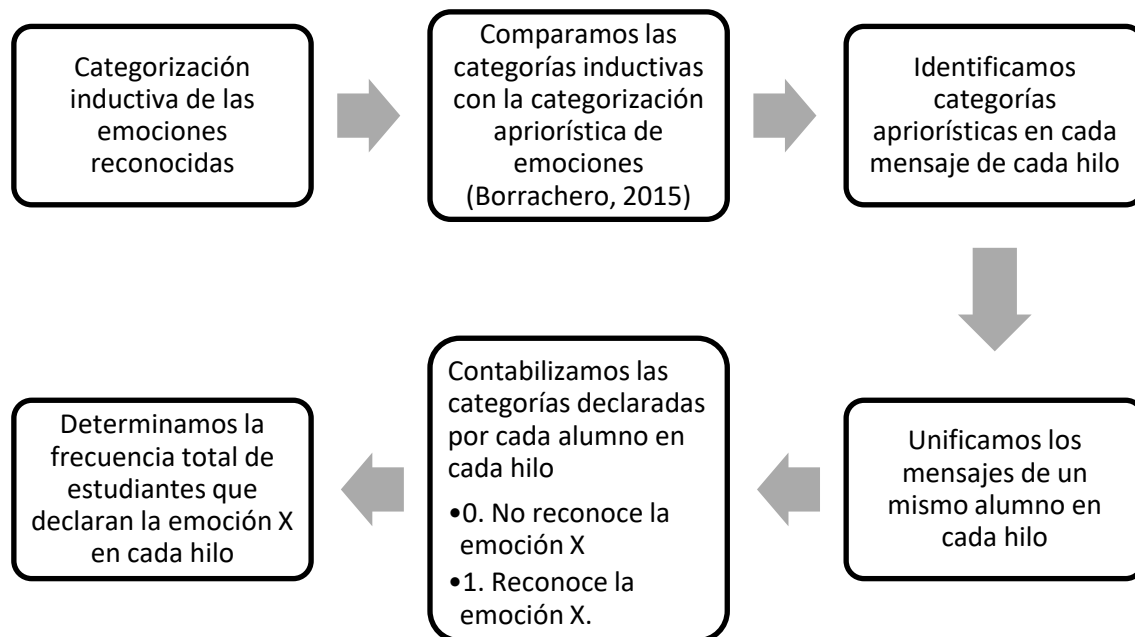 Categorización
inductiva de las
emociones
reconocidas
Comparamos las
categorías inductivas
con la categorización
apriorística de
emociones
(Borrachero, 2015)
Identificamos
categorías
apriorísticas en cada
mensaje de cada hilo
Unificamos los
mensajes de un
mismo alumno en
cada hilo
Contabilizamos las
categorías declaradas
por cada alumno en
cada hilo
•0. No reconoce la
emoción X
•1. Reconoce la
emoción X.
Determinamos la
frecuencia total de
estudiantes que
declaran la emoción X
en cada hilo